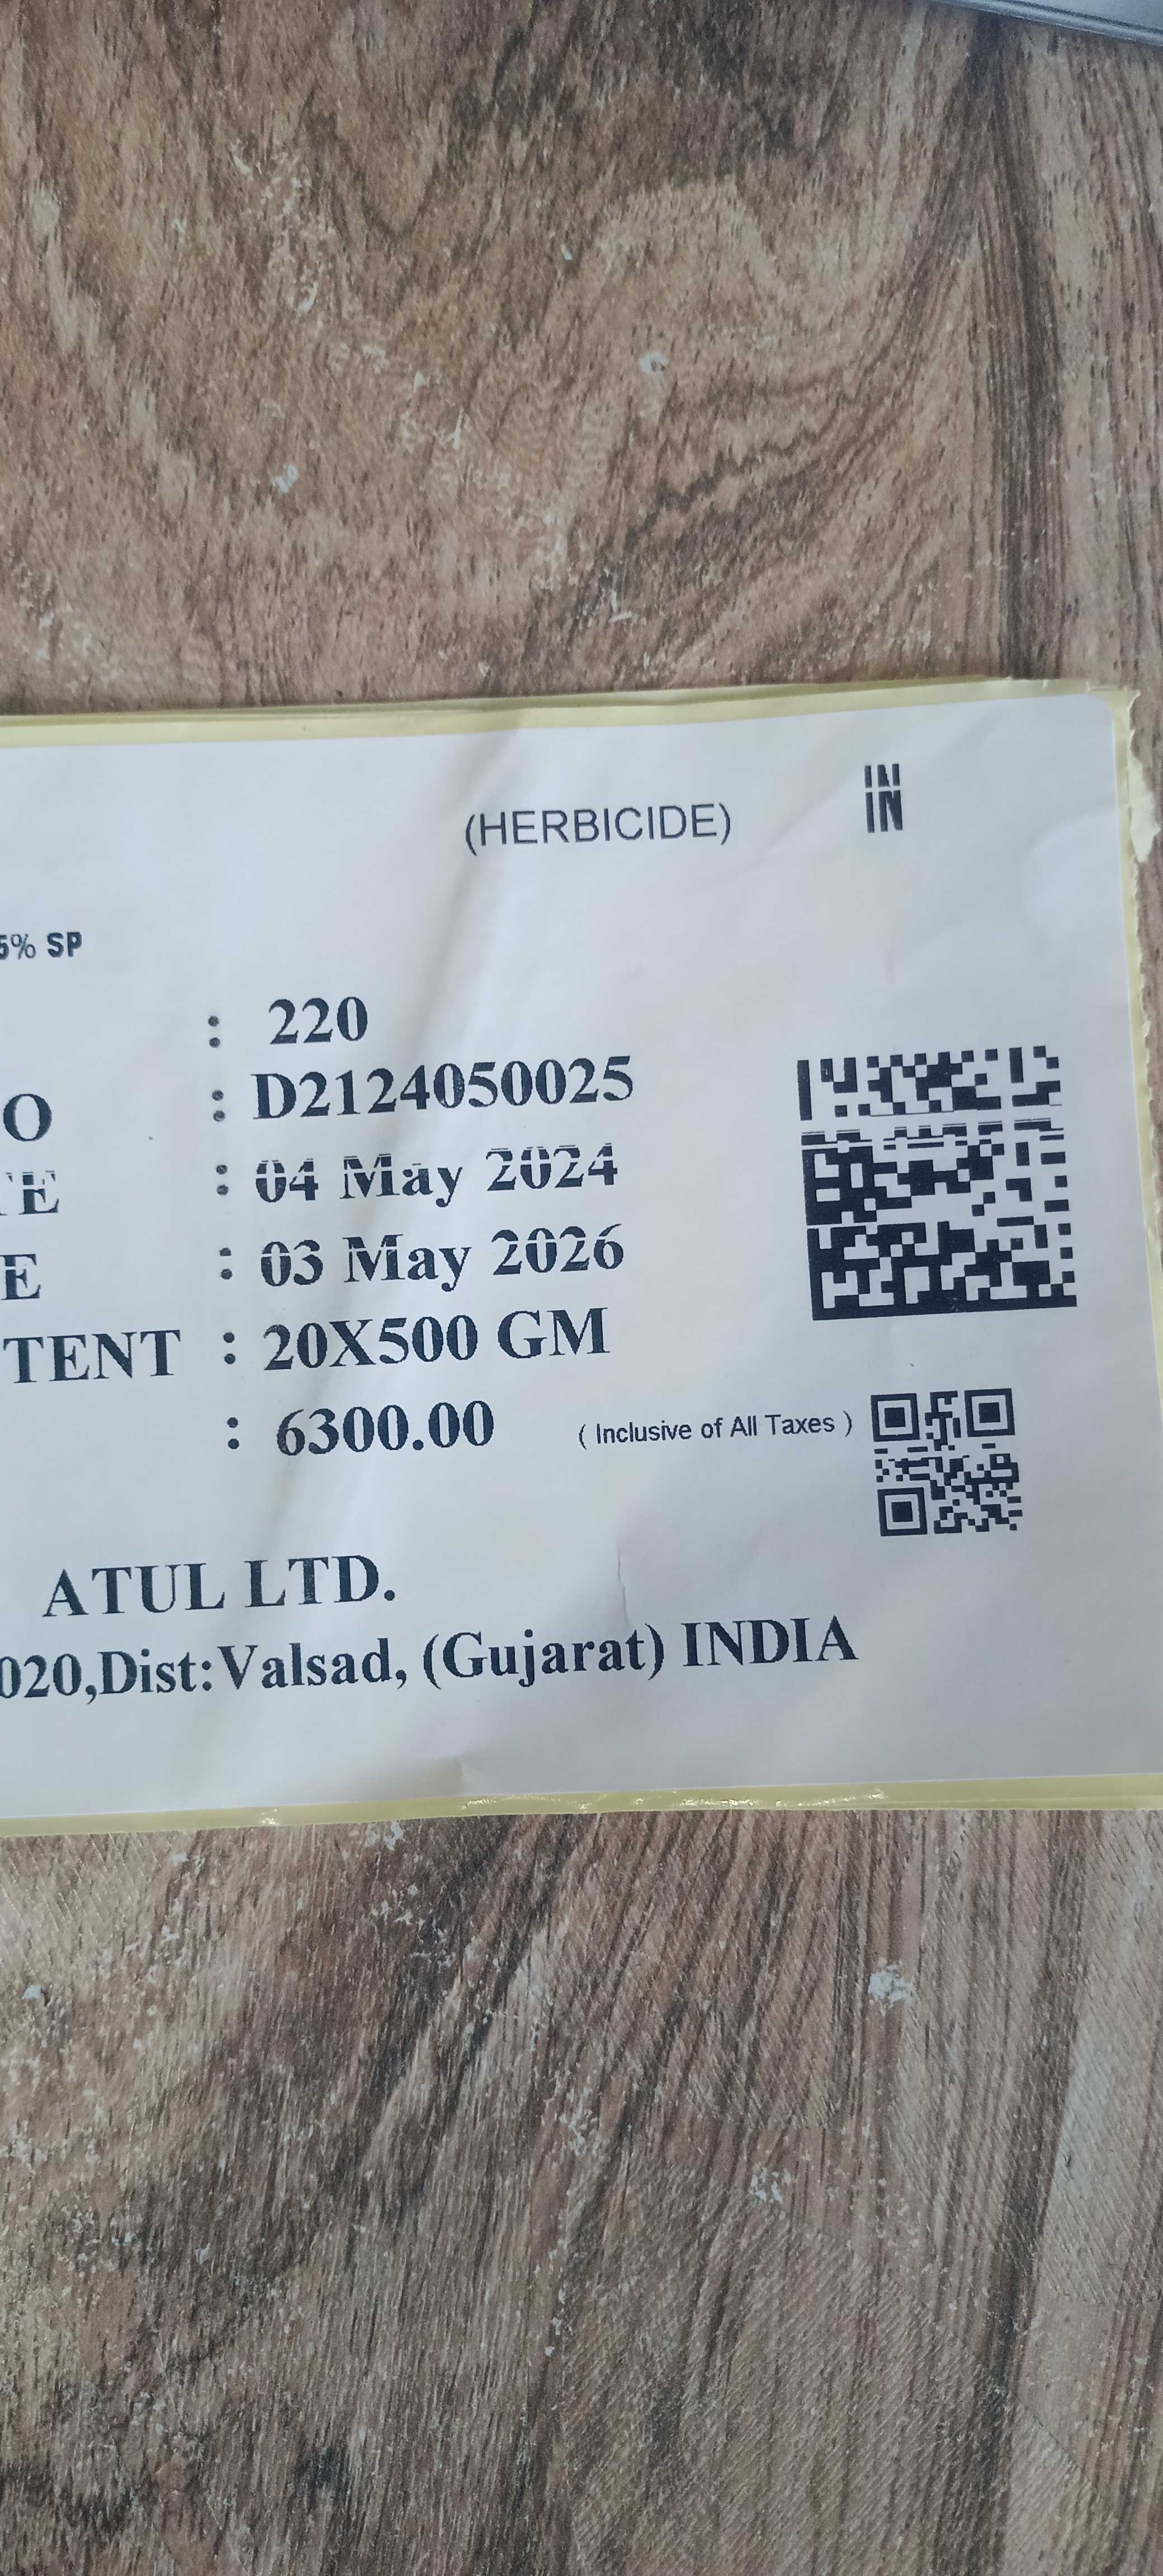 (HERBICIDE) IN
5% SP
: 220
O : D2124050025
TE : 04 May 2024
E : 03 May 2026
TENT : 20X500 GM
: 6300.00 ( Inclusive of All Taxes )
ATUL LTD.
020,Dist:Valsad, (Gujarat) INDIA